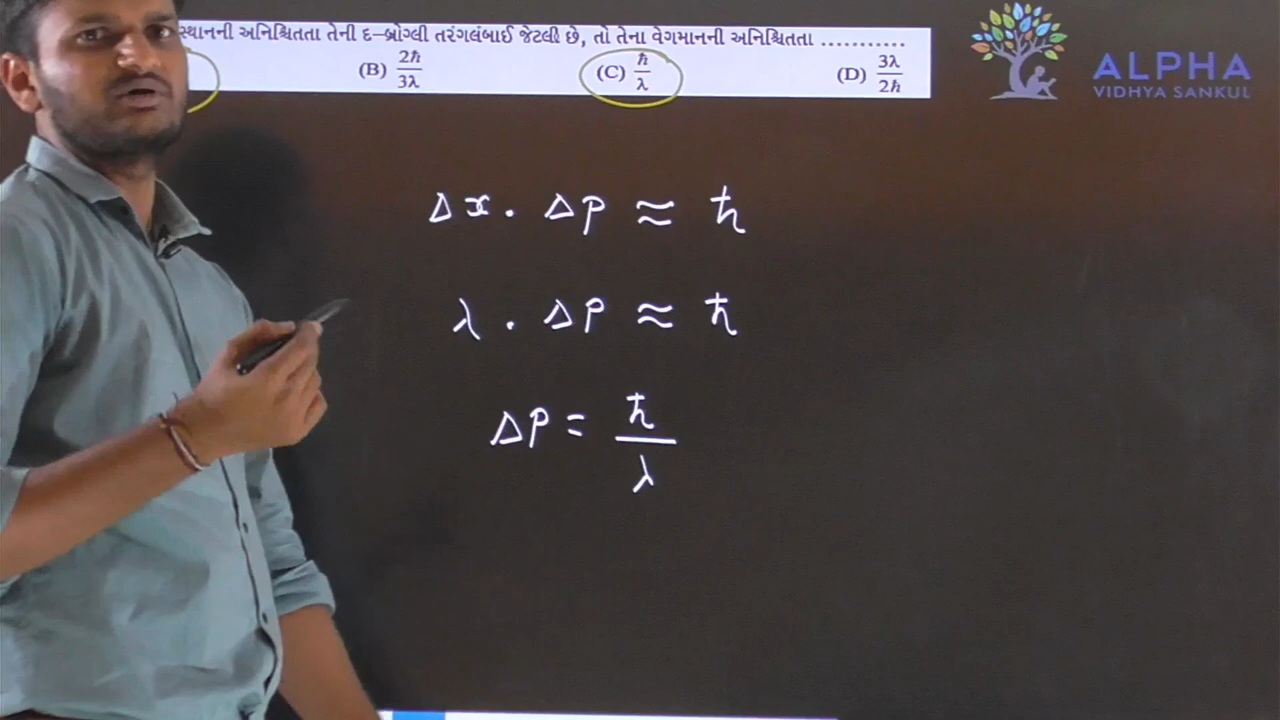 સ્થાનની અનિશ્ચિતતા તેની દ–બ્રોગ્લી તરંગલંબાઈ જેટલી છે, તો તેના વેગમાનની અનિશ્ચિતતા ...........
(B) 2ℏ/3λ (C) ℏ/λ (D) 3λ/2ℏ
ALPHA
VIDHYA SANKUL
Δx . Δp ≈ ℏ
λ . Δp ≈ ℏ
Δp = ℏ/λ